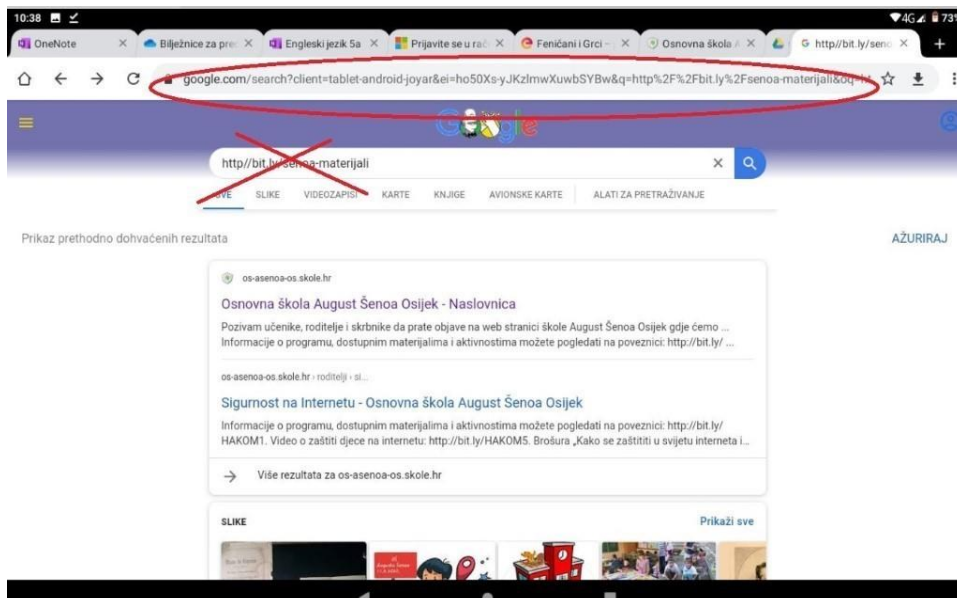 10:38 4G 73%
OneNote
Bilježnice za pre
Engleski jezik 5a
Prijavite se u rač
Feničani i Grci –
Osnovna škola A
http//bit.ly/seno
google.com/search?client=tablet-android-joyar&ei=ho50Xs-yJKzlmwXuwbSYBw&q=http%2F%2Fbit.ly%2Fsenoa-materijali&oq=ht
Google
http//bit.ly/senoa-materijali
SVE SLIKE VIDEOZAPISI KARTE KNJIGE AVIONSKE KARTE ALATI ZA PRETRAŽIVANJE
Prikaz prethodno dohvaćenih rezultata AŽURIRAJ
os-asenoa-os.skole.hr
Osnovna škola August Šenoa Osijek - Naslovnica
Pozivam učenike, roditelje i skrbnike da prate objave na web stranici škole August Šenoa Osijek gdje ćemo ...
Informacije o programu, dostupnim materijalima i aktivnostima možete pogledati na poveznici: http://bit.ly/ ...
os-asenoa-os.skole.hr › roditelji › si...
Sigurnost na Internetu - Osnovna škola August Šenoa Osijek
Informacije o programu, dostupnim materijalima i aktivnostima možete pogledati na poveznici: http://bit.ly/
HAKOM1. Video o zaštiti djece na internetu: http://bit.ly/HAKOM5. Brošura „Kako se zaštititi u svijetu interneta i...
Više rezultata za os-asenoa-os.skole.hr
SLIKE Prikaži sve